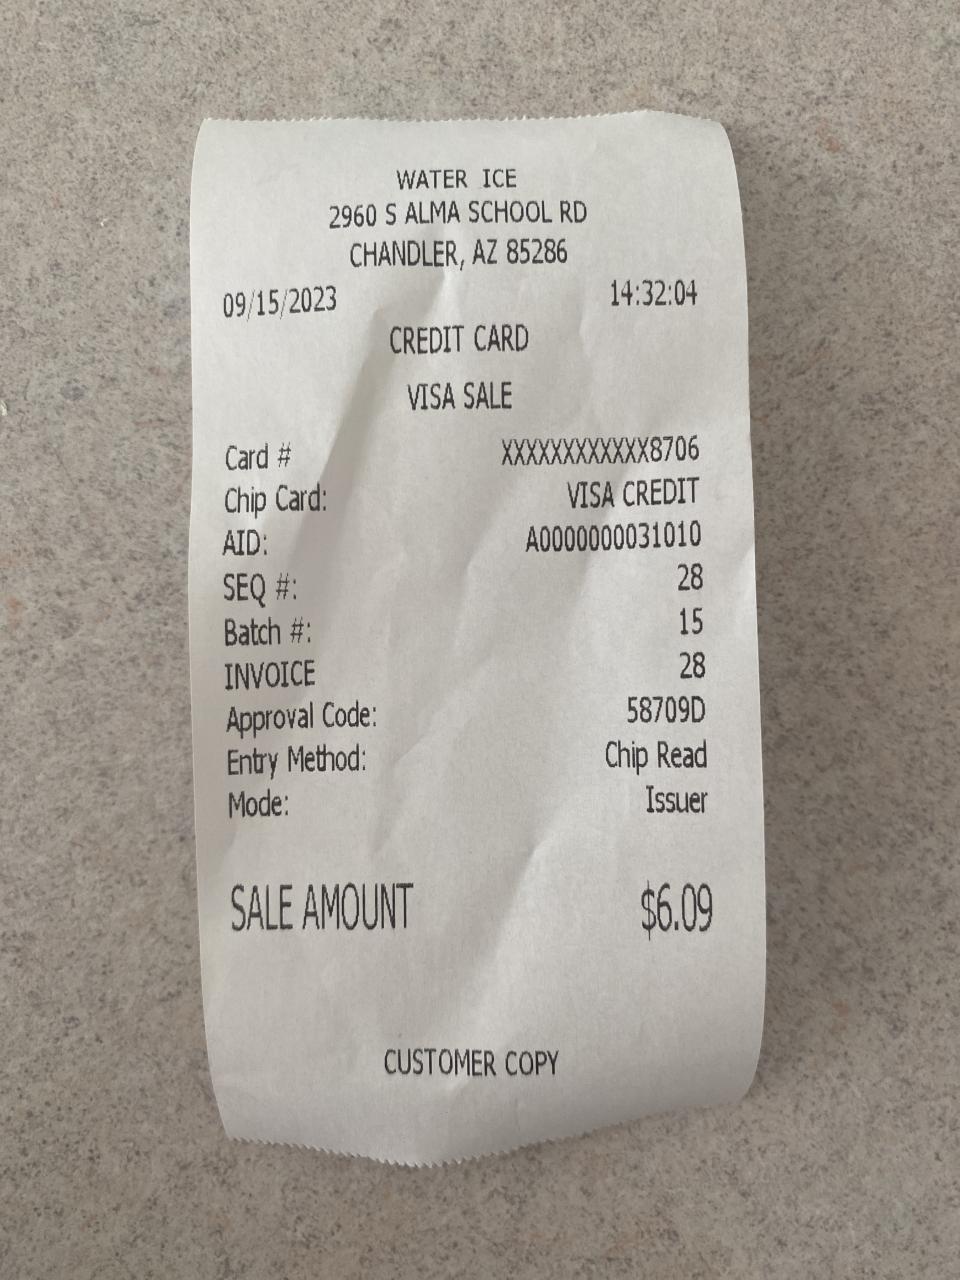 WATER ICE
2960 S ALMA SCHOOL RD
CHANDLER, AZ 85286
09/15/2023 14:32:04
CREDIT CARD
VISA SALE
Card # XXXXXXXXXXXX8706
Chip Card: VISA CREDIT
AID: A0000000031010
SEQ #: 28
Batch #: 15
INVOICE 28
Approval Code: 58709D
Entry Method: Chip Read
Mode: Issuer
SALE AMOUNT $6.09
CUSTOMER COPY